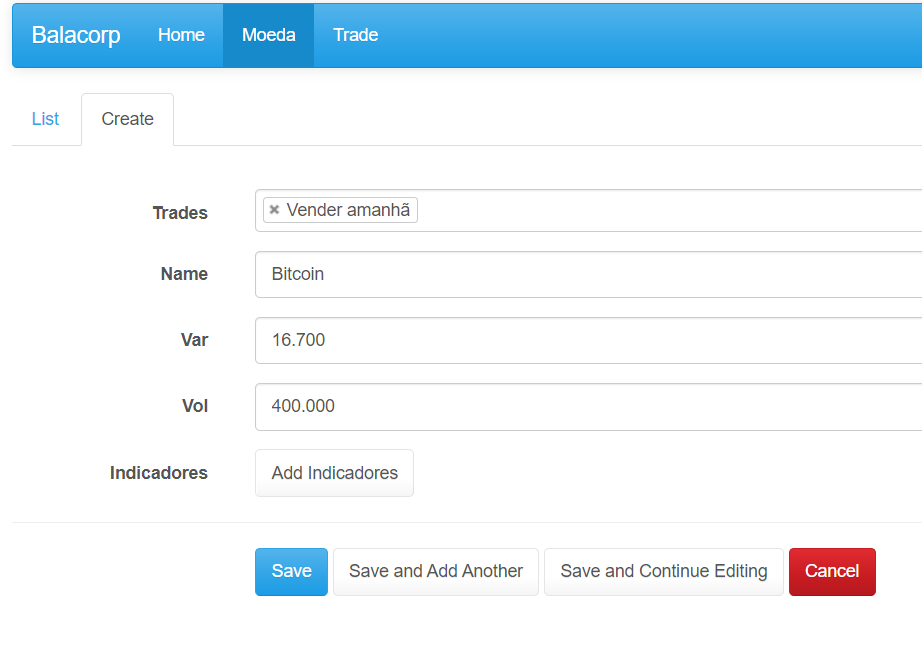 Balacorp Home Moeda Trade
List Create
Trades × Vender amanhã
Name Bitcoin
Var 16.700
Vol 400.000
Indicadores Add Indicadores
Save Save and Add Another Save and Continue Editing Cancel